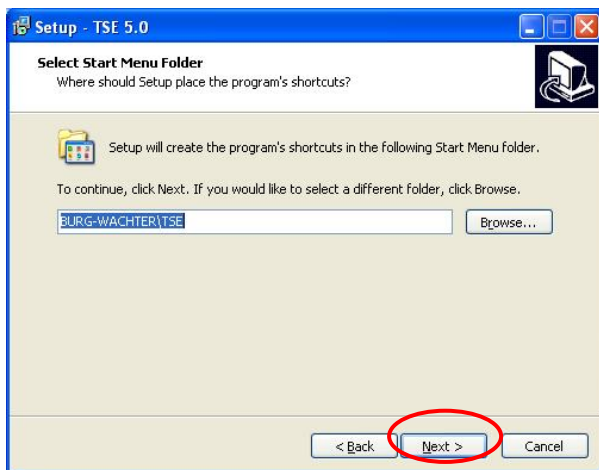 Setup - TSE 5.0
Select Start Menu Folder
Where should Setup place the program's shortcuts?
Setup will create the program's shortcuts in the following Start Menu folder.
To continue, click Next. If you would like to select a different folder, click Browse.
BURG-WACHTER\TSE
Browse...
< Back
Next >
Cancel